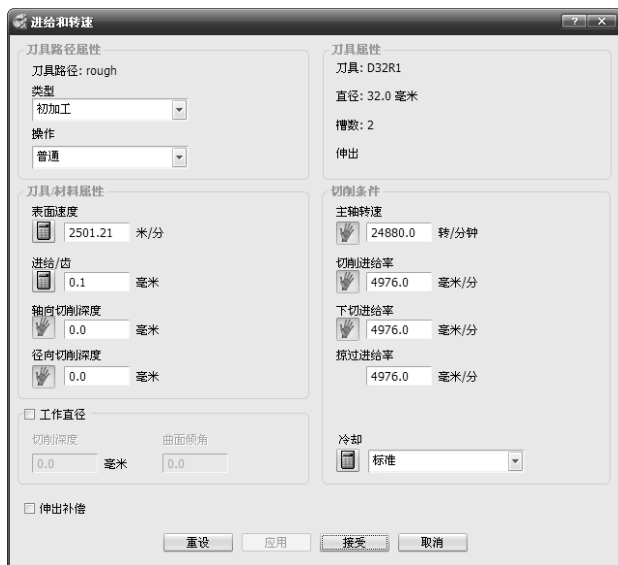 进给和转速
刀具路径属性
刀具路径: rough
类型
初加工
操作
普通
刀具属性
刀具: D32R1
直径: 32.0 毫米
槽数: 2
伸出
刀具/材料属性
表面速度
2501.21 米/分
进给/齿
0.1 毫米
轴向切削深度
0.0 毫米
径向切削深度
0.0 毫米
切削条件
主轴转速
24880.0 转/分钟
切削进给率
4976.0 毫米/分
下切进给率
4976.0 毫米/分
掠过进给率
4976.0 毫米/分
工作直径
切削深度 曲面倾角
0.0 毫米 0.0
冷却
标准
伸出补偿
重设 应用 接受 取消